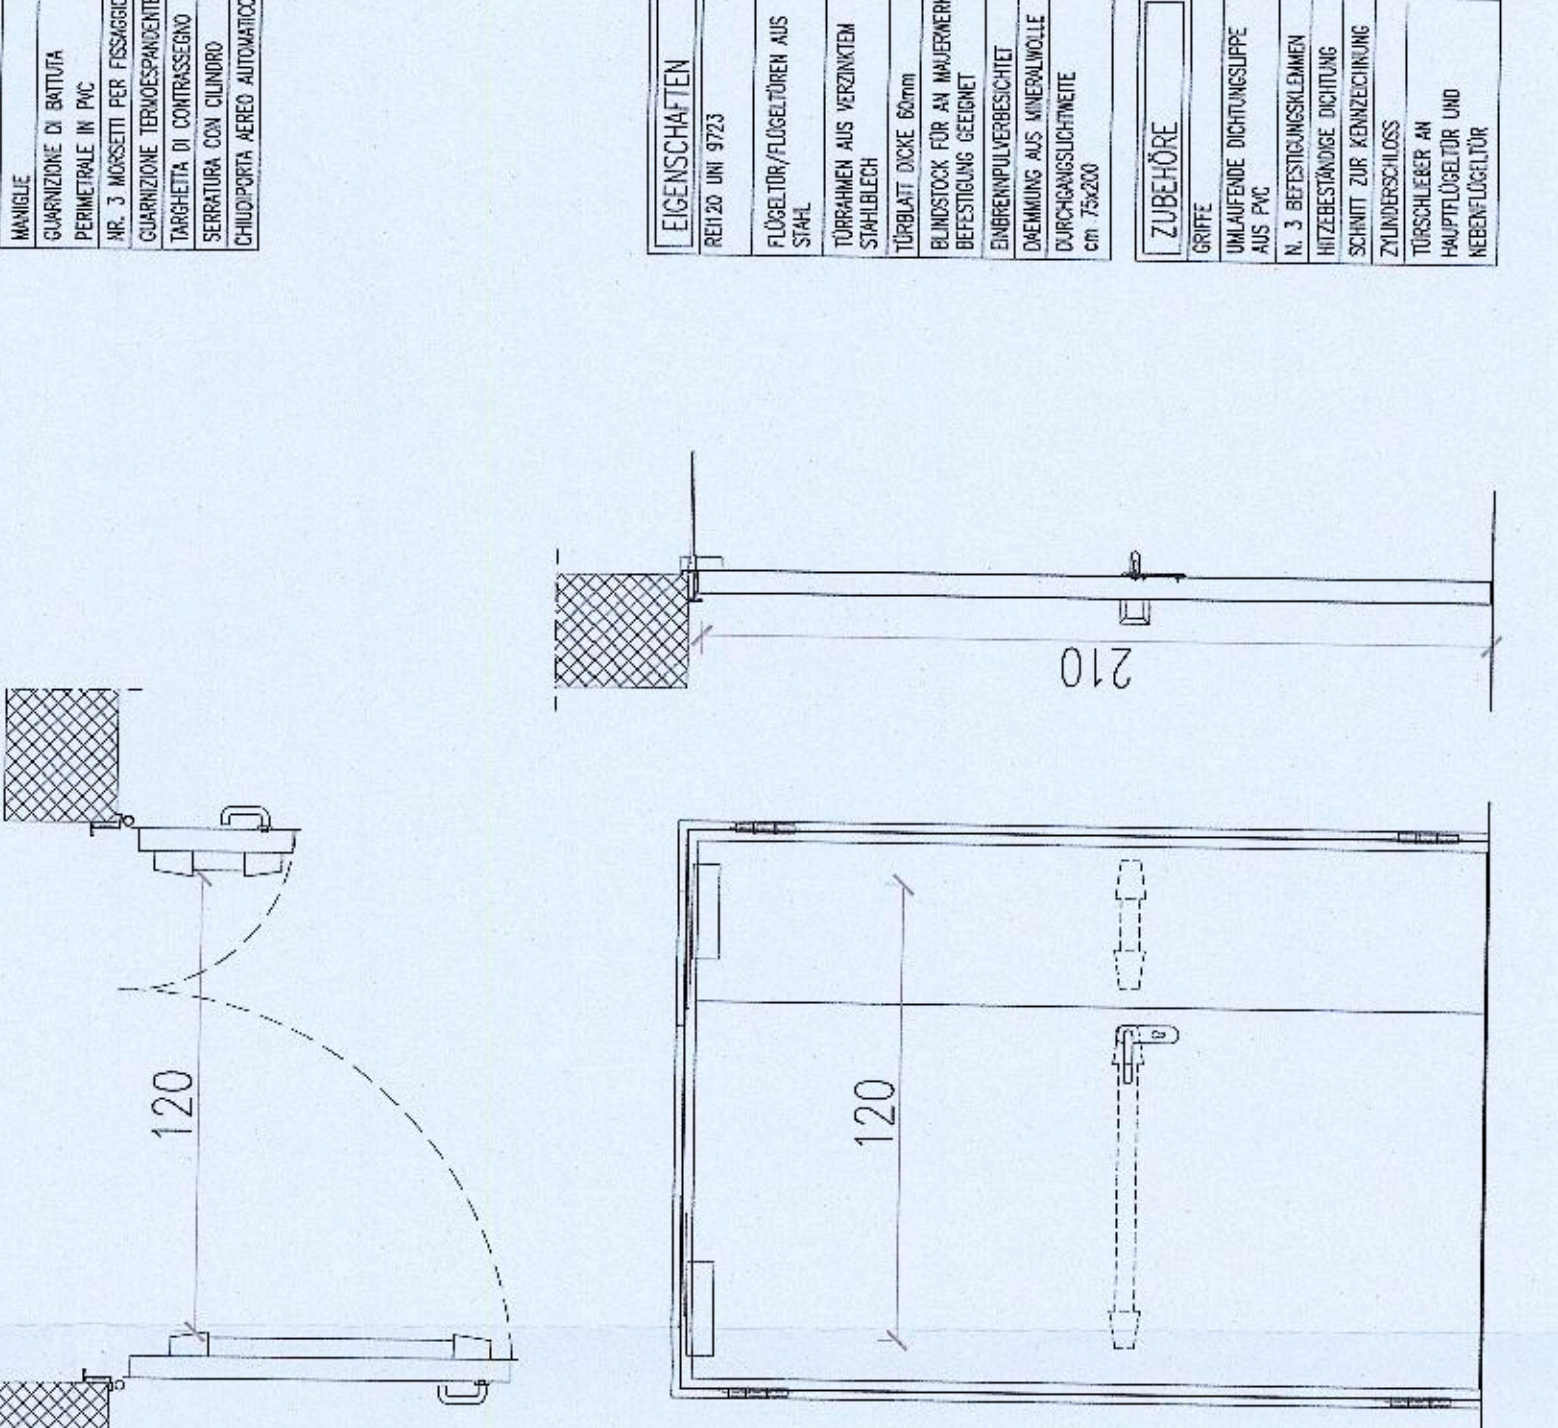 MANIGLIE
GUARNIZIONE DI BATTUTA
PERIMETRALE IN PVC
NR. 3 MORSETTI PER FISSAGGIO
GUARNIZIONE TERMOESPANDENTE
TARGHETTA DI CONTRASSEGNO
SERRATURA CON CILINDRO
CHIUDIPORTA AEREO AUTOMATICO
EIGENSCHAFTEN
REI120 UNI 9723
FLÜGELTÜR/FLÜGELTÜREN AUS
STAHL
TÜRRAHMEN AUS VERZINKTEM
STAHLBLECH
TÜRBLATT DICKE 60mm
BLINDSTOCK FÜR AN MAUERWERK
BEFESTIGUNG GEEIGNET
EINBRENNPULVERBESICHTET
DAEMMUNG AUS MINERALWOLLE
DURCHGANGSLICHTWEITE
cm 75x200
ZUBEHÖRE
GRIFFE
UMLAUFENDE DICHTUNGSLIPPE
AUS PVC
N. 3 BEFESTIGUNGSKLEMMEN
HITZEBESTÄNDIGE DICHTUNG
SCHNITT ZUR KENNZEICHNUNG
ZYLINDERSCHLOSS
TÜRSCHLIEBER AN
HAUPTFLÜGELTÜR UND
NEBENFLÜGELTÜR
210
120
120